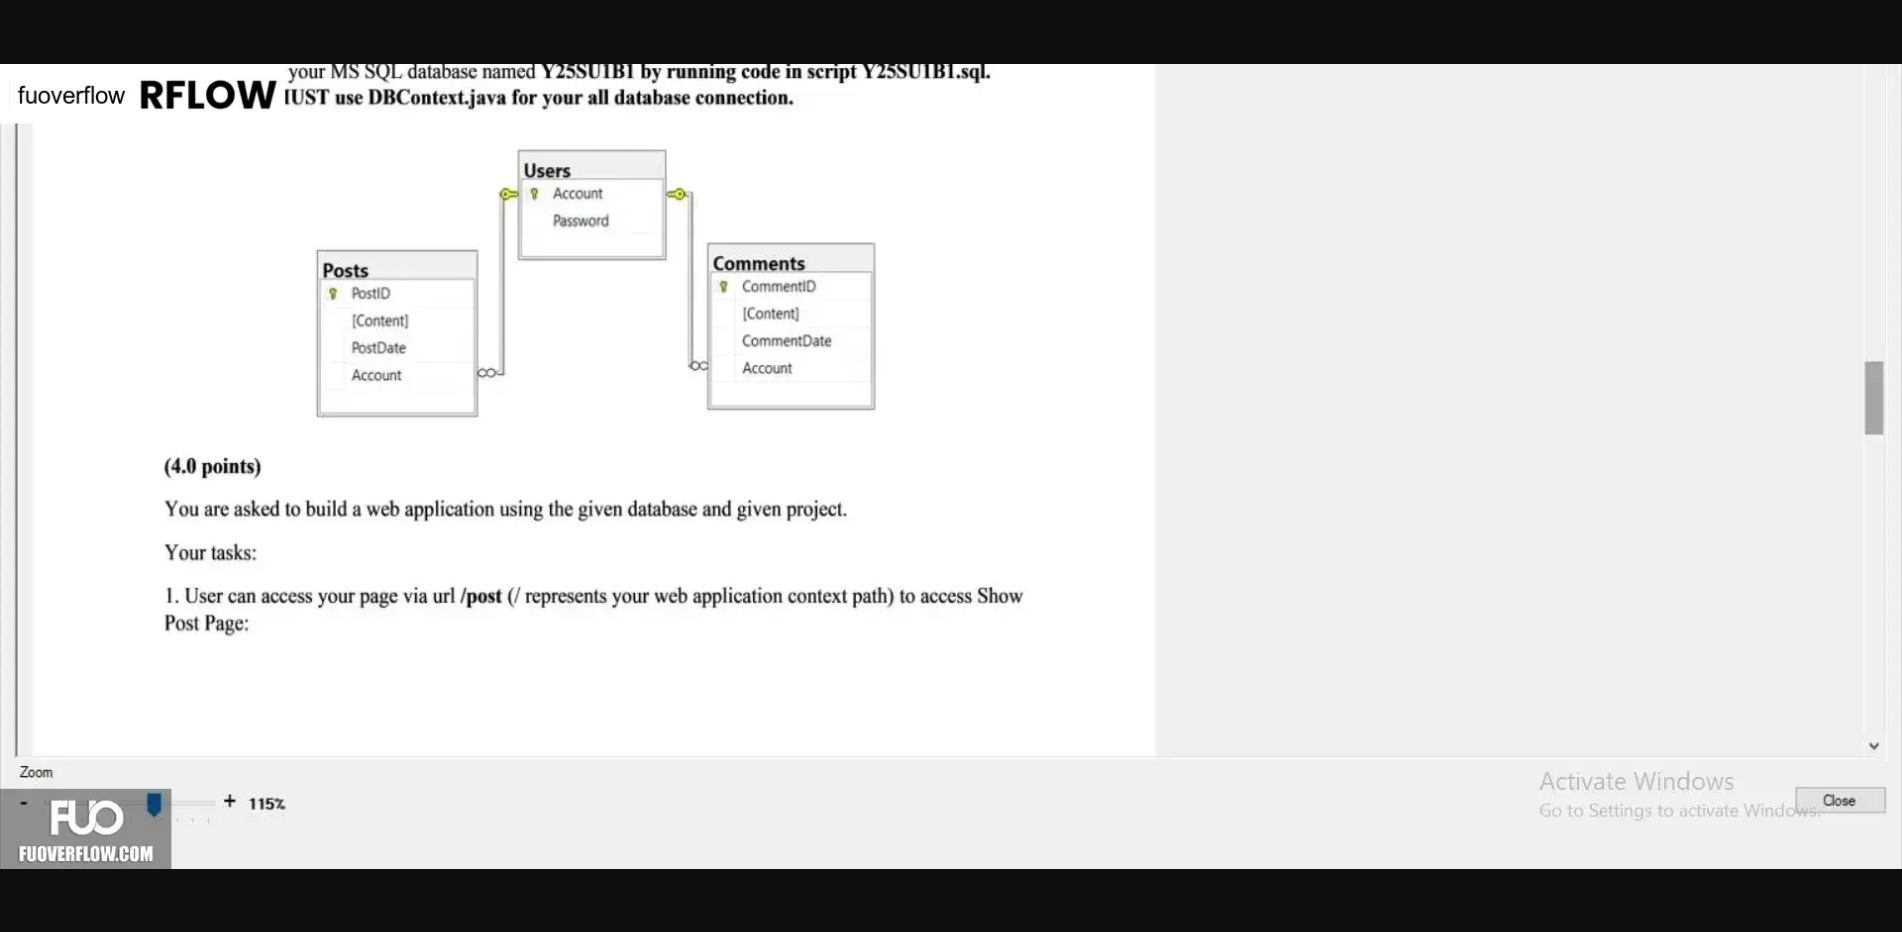 your MS SQL database named Y25SU1B1 by running code in script Y25SU1B1.sql.
fuoverflow RFLOW UST use DBContext.java for your all database connection.
Users
Account
Password
Posts
PostID
[Content]
PostDate
Account
Comments
CommentID
[Content]
CommentDate
Account
(4.0 points)
You are asked to build a web application using the given database and given project.
Your tasks:
1. User can access your page via url /post (/ represents your web application context path) to access Show
Post Page:
Zoom
- + 115%
Activate Windows
Go to Settings to activate Windows.
Close
FUO
FUOVERFLOW.COM